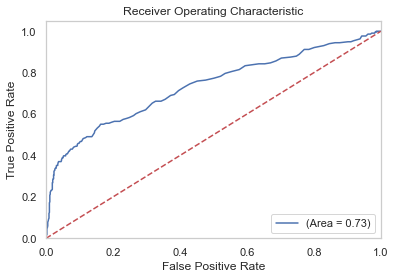 Receiver Operating Characteristic
True Positive Rate
1.0
0.8
0.6
0.4
0.2
0.0
(Area = 0.73)
0.0 0.2 0.4 0.6 0.8 1.0
False Positive Rate